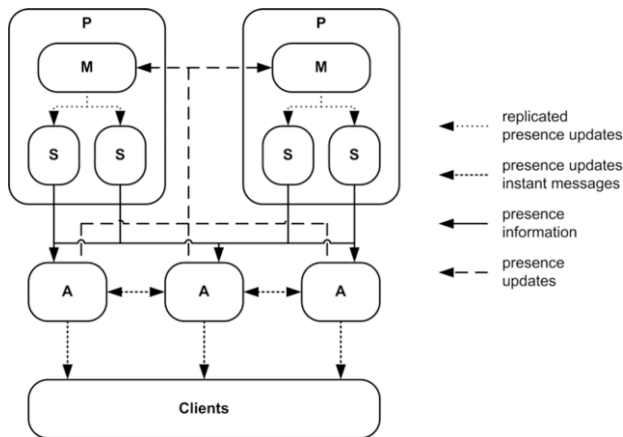 P
P
M
M
S
S
S
S
A
A
A
Clients
replicated
presence updates
presence updates
instant messages
presence
information
presence
updates